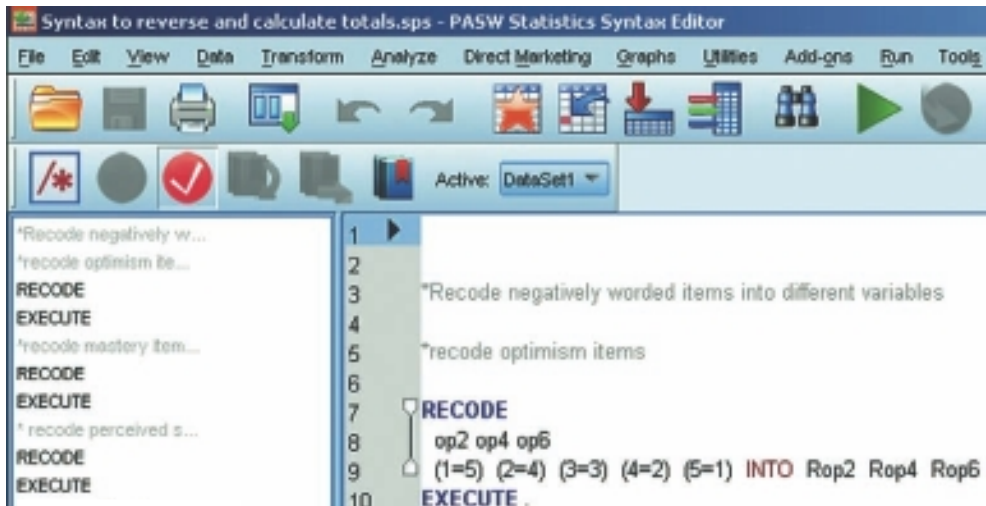 Syntax to reverse and calculate totals.sps - PASW Statistics Syntax Editor
File Edit View Data Transform Analyze Direct Marketing Graphs Utilities Add-ons Run Tools
Active: DataSet1
*Recode negatively w...
*recode optimism ite...
RECODE
EXECUTE
*recode mastery item...
RECODE
EXECUTE
* recode perceived s...
RECODE
EXECUTE
1
2
3 *Recode negatively worded items into different variables
4
5 *recode optimism items
6
7 RECODE
8 op2 op4 op6
9 (1=5) (2=4) (3=3) (4=2) (5=1) INTO Rop2 Rop4 Rop6
10 EXECUTE .